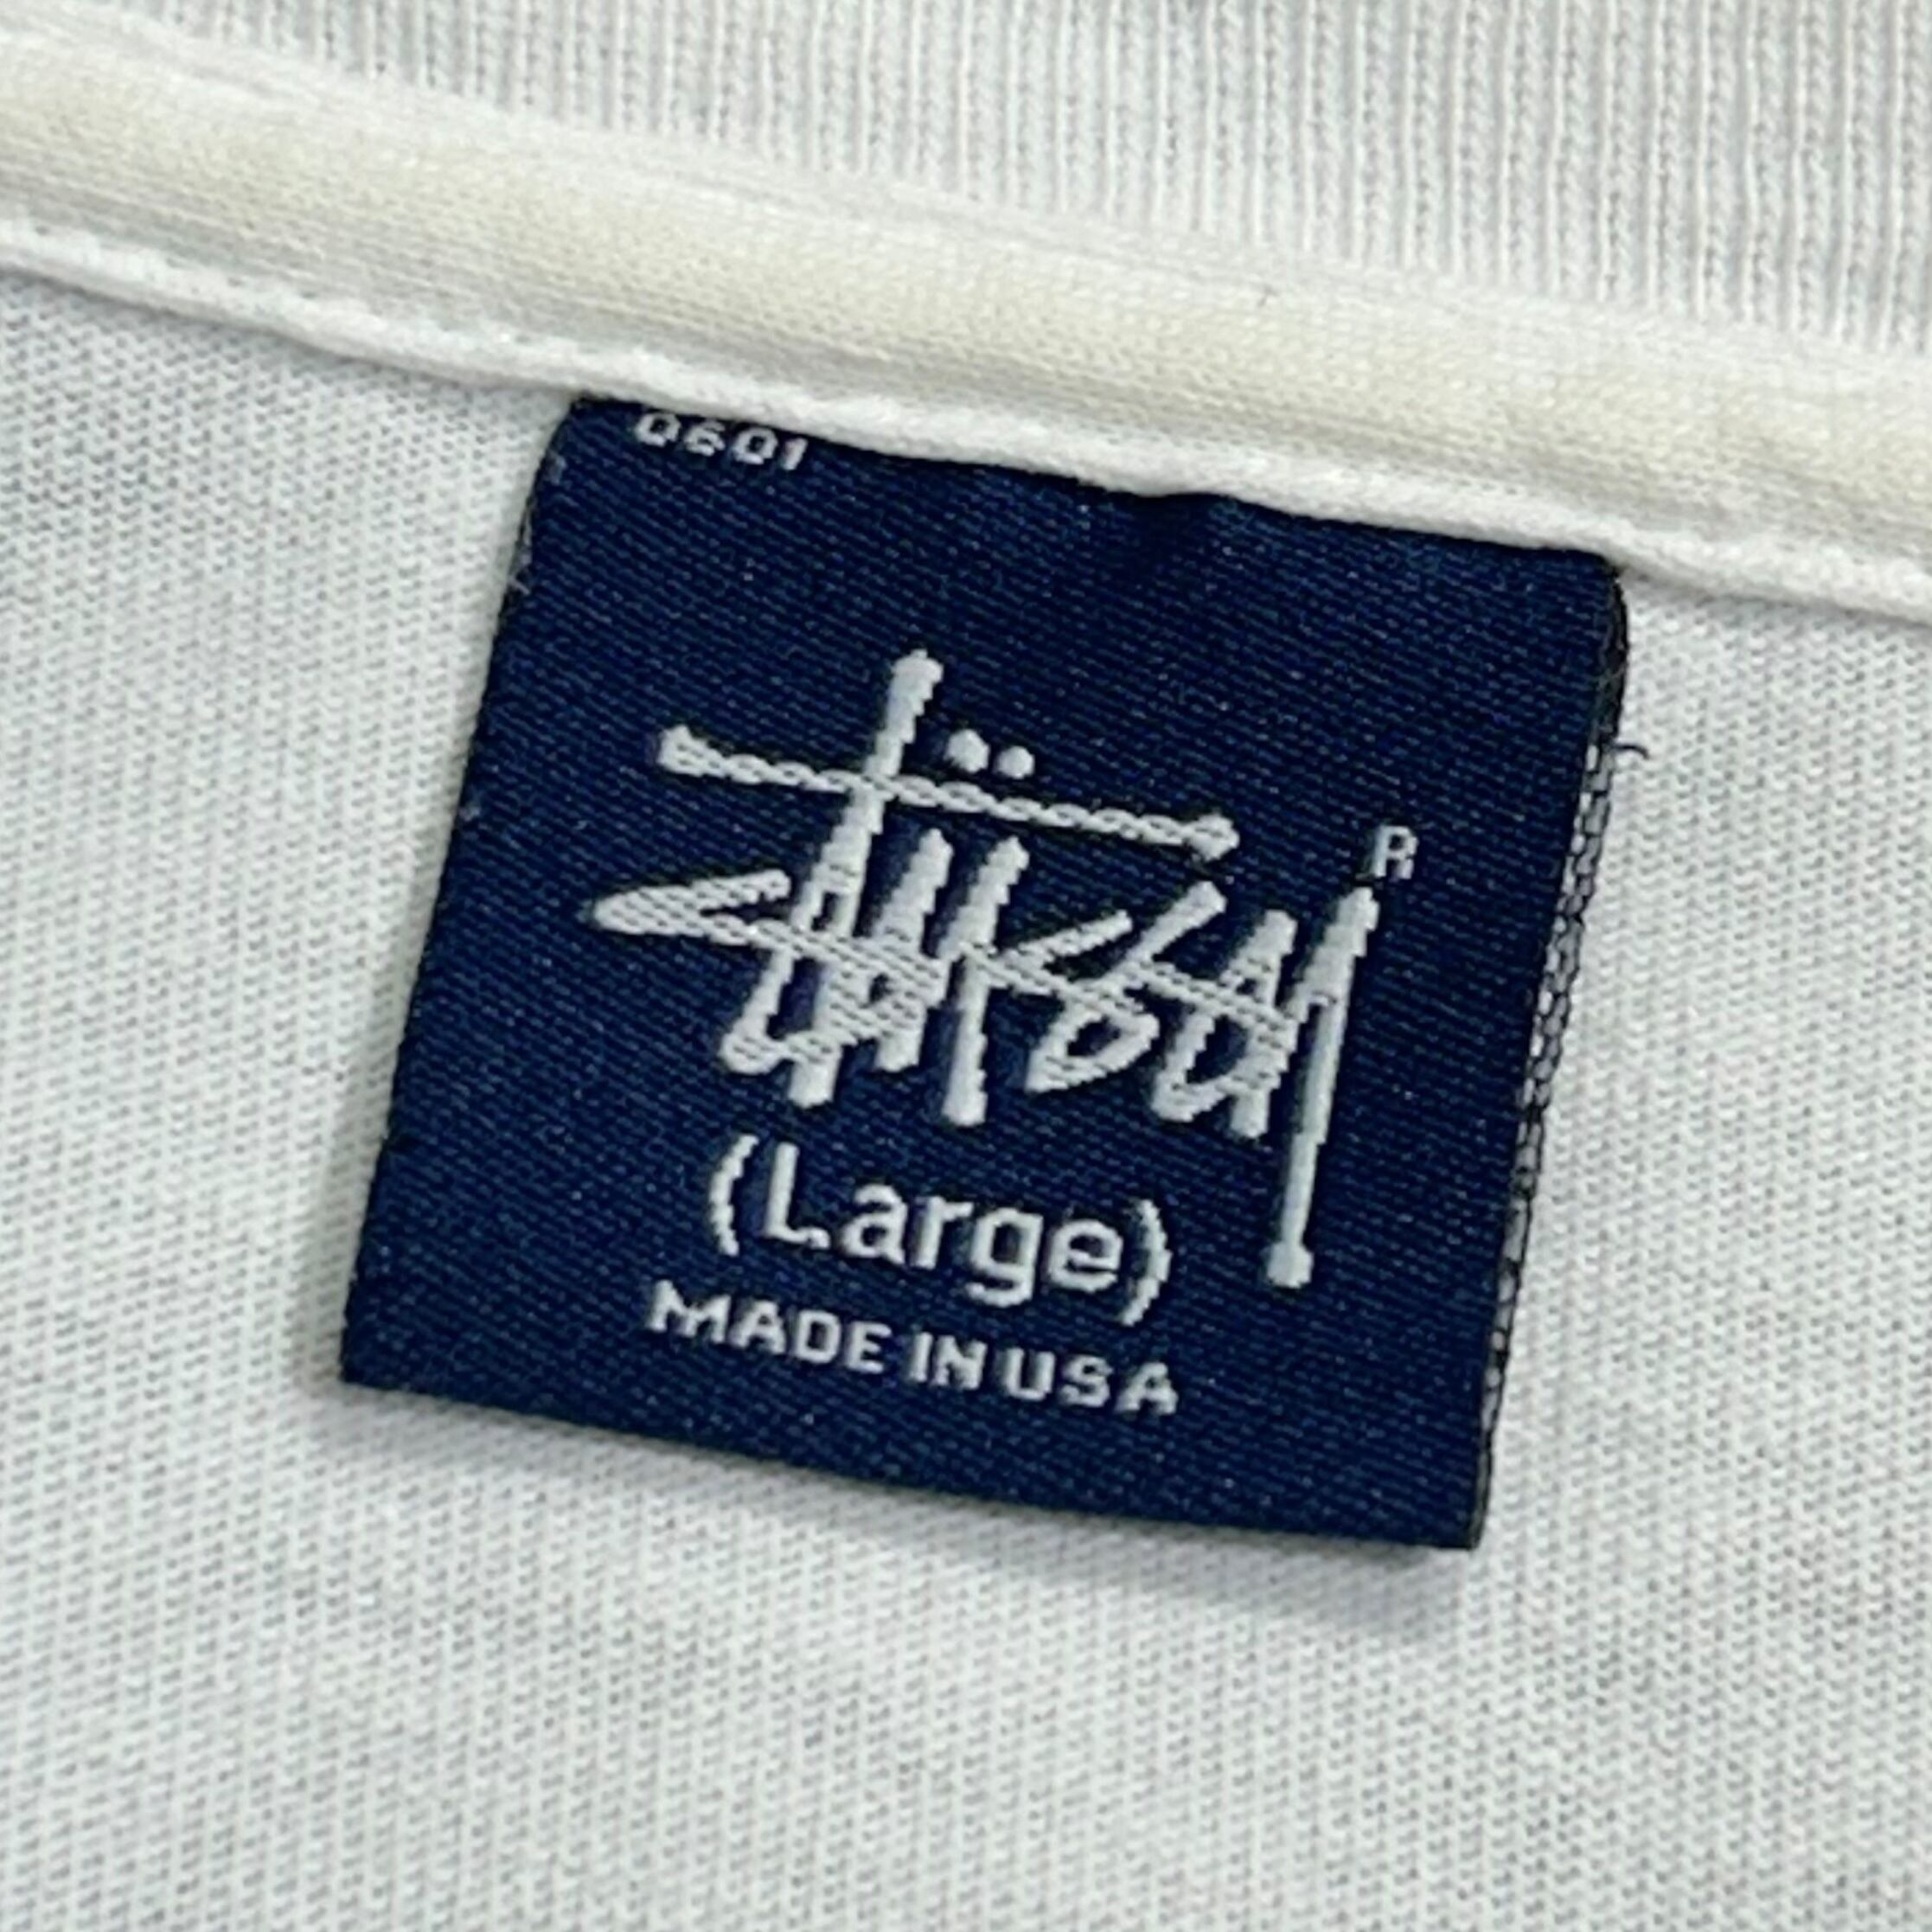 0601
Stüssy R
(Large)
MADE IN USA